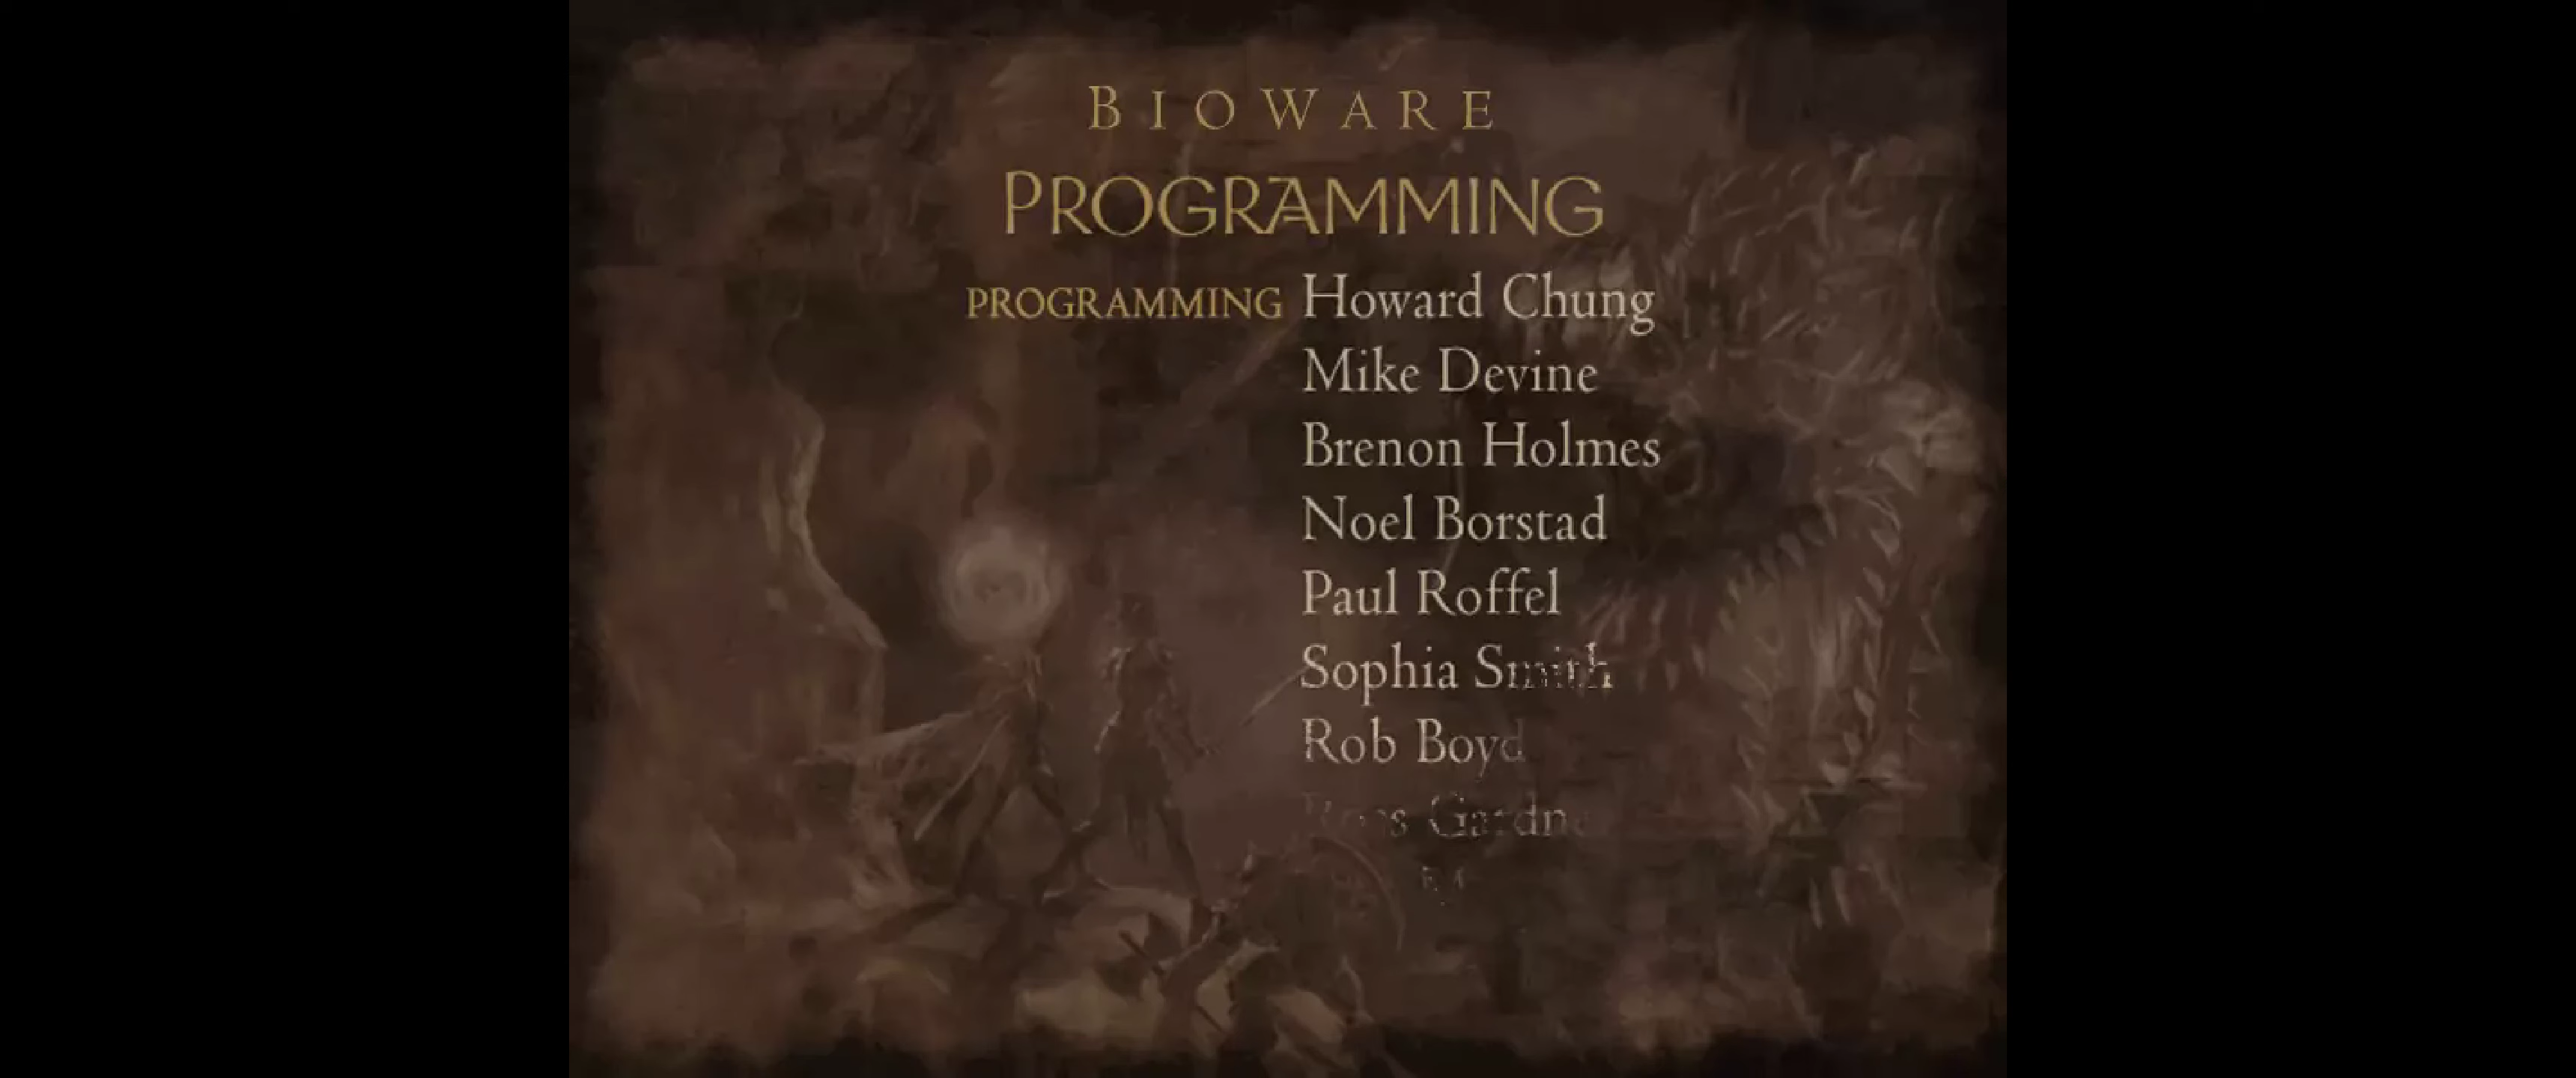 BIOWARE
PROGRAMMING
PROGRAMMING Howard Chung
Mike Devine
Brenon Holmes
Noel Borstad
Paul Roffel
Sophia Smith
Rob Boyd